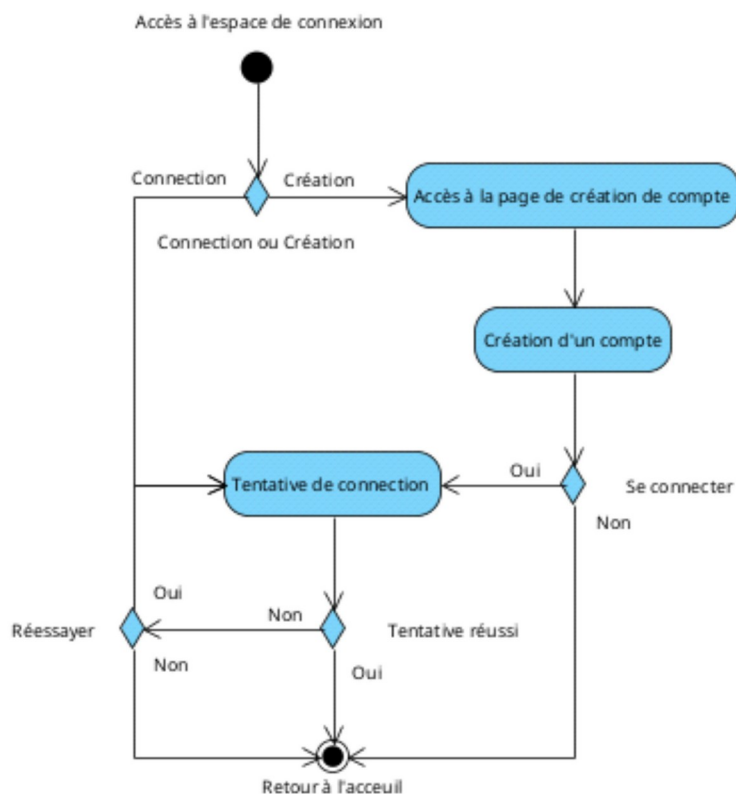 Accès à l'espace de connexion
Connection
Création
Accès à la page de création de compte
Connection ou Création
Création d'un compte
Oui
Tentative de connection
Se connecter
Non
Oui
Non
Réessayer
Tentative réussi
Non
Oui
Retour à l'acceuil